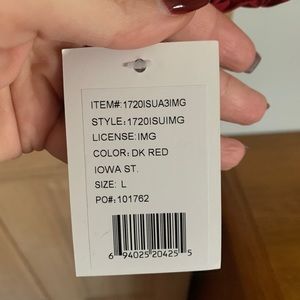 ITEM#:1720ISUA3IMG
STYLE:1720ISUIMG
LICENSE:IMG
COLOR: DK RED
IOWA ST.
SIZE: L
PO#:101762
6 94025 20425 5